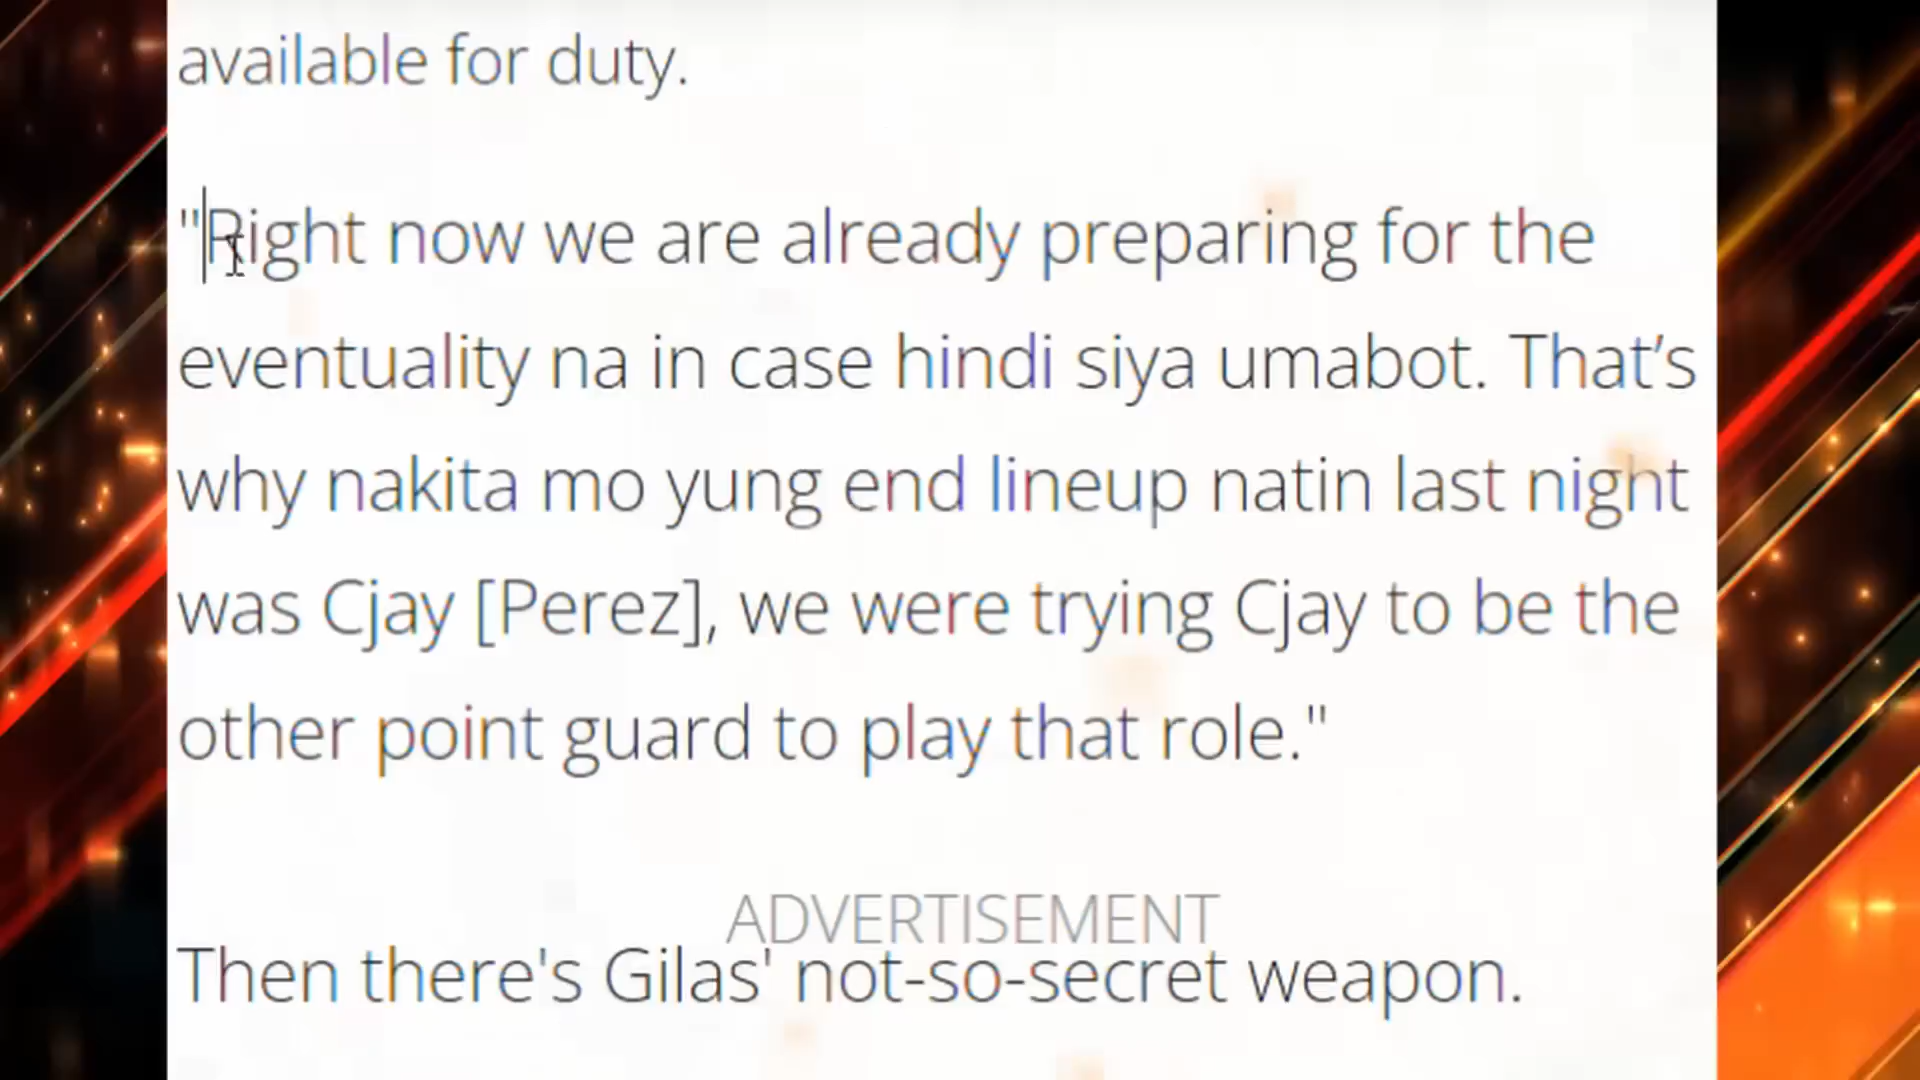 available for duty.
"Right now we are already preparing for the
eventuality na in case hindi siya umabot. That’s
why nakita mo yung end lineup natin last night
was Cjay [Perez], we were trying Cjay to be the
other point guard to play that role."
ADVERTISEMENT
Then there's Gilas' not-so-secret weapon.